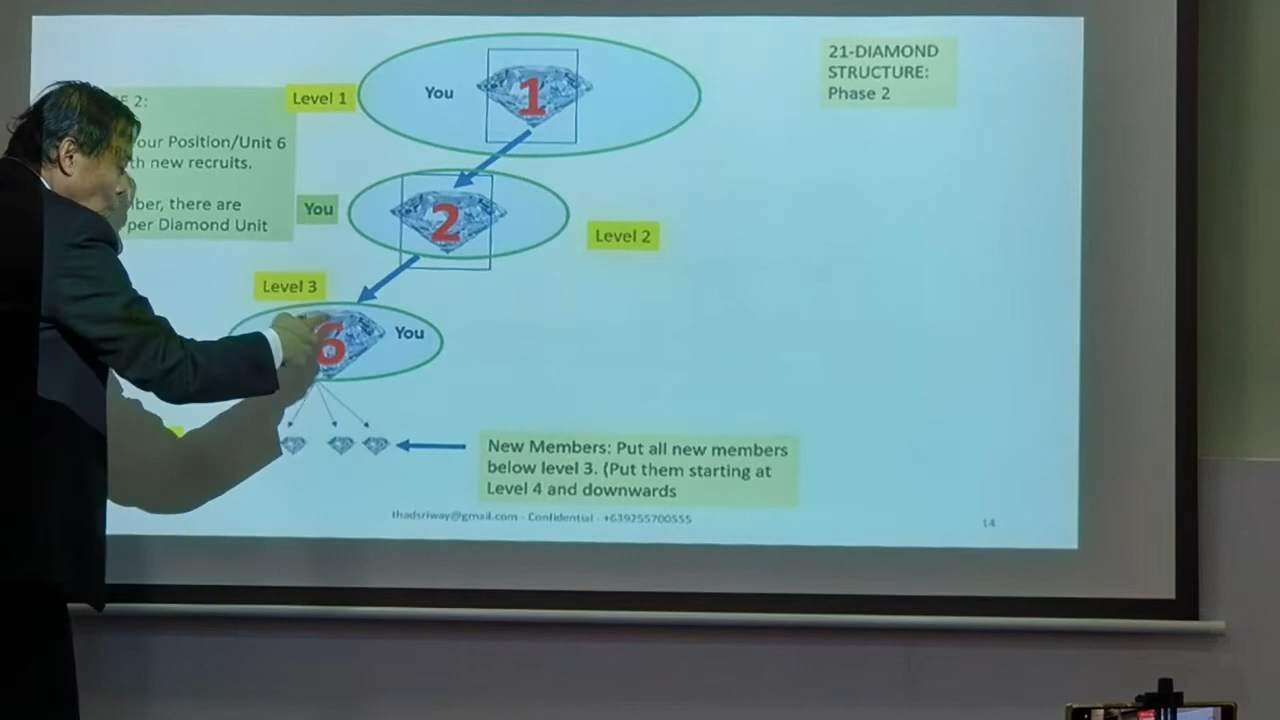 21-DIAMOND
STRUCTURE:
Phase 2
Level 1
You
1
E 2:
our Position/Unit 6
th new recruits.
ber, there are
per Diamond Unit
You
2
Level 2
Level 3
6
You
New Members: Put all new members
below level 3. (Put them starting at
Level 4 and downwards
thadsriway@gmail.com - Confidential - +639255700555
14